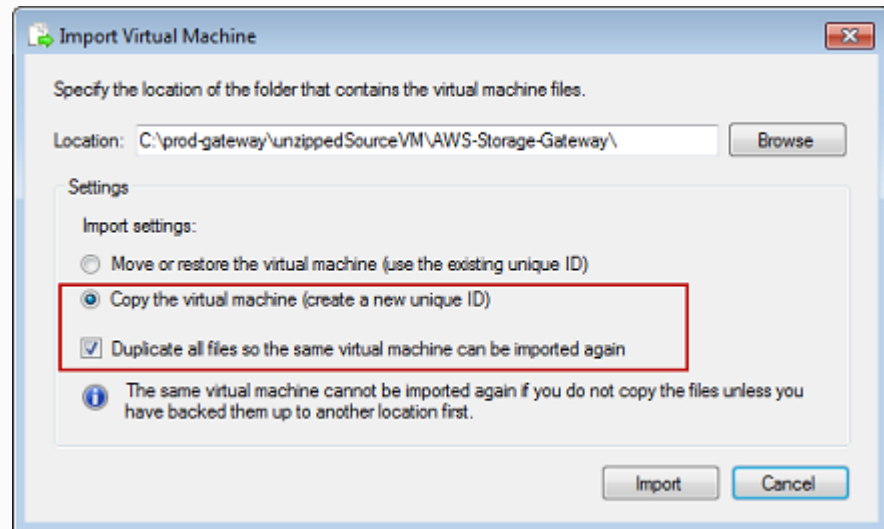 Import Virtual Machine
Specify the location of the folder that contains the virtual machine files.
Location: C:\prod-gateway\unzippedSourceVM\AWS-Storage-Gateway\ Browse
Settings
Import settings:
Move or restore the virtual machine (use the existing unique ID)
Copy the virtual machine (create a new unique ID)
Duplicate all files so the same virtual machine can be imported again
The same virtual machine cannot be imported again if you do not copy the files unless you
have backed them up to another location first.
Import Cancel